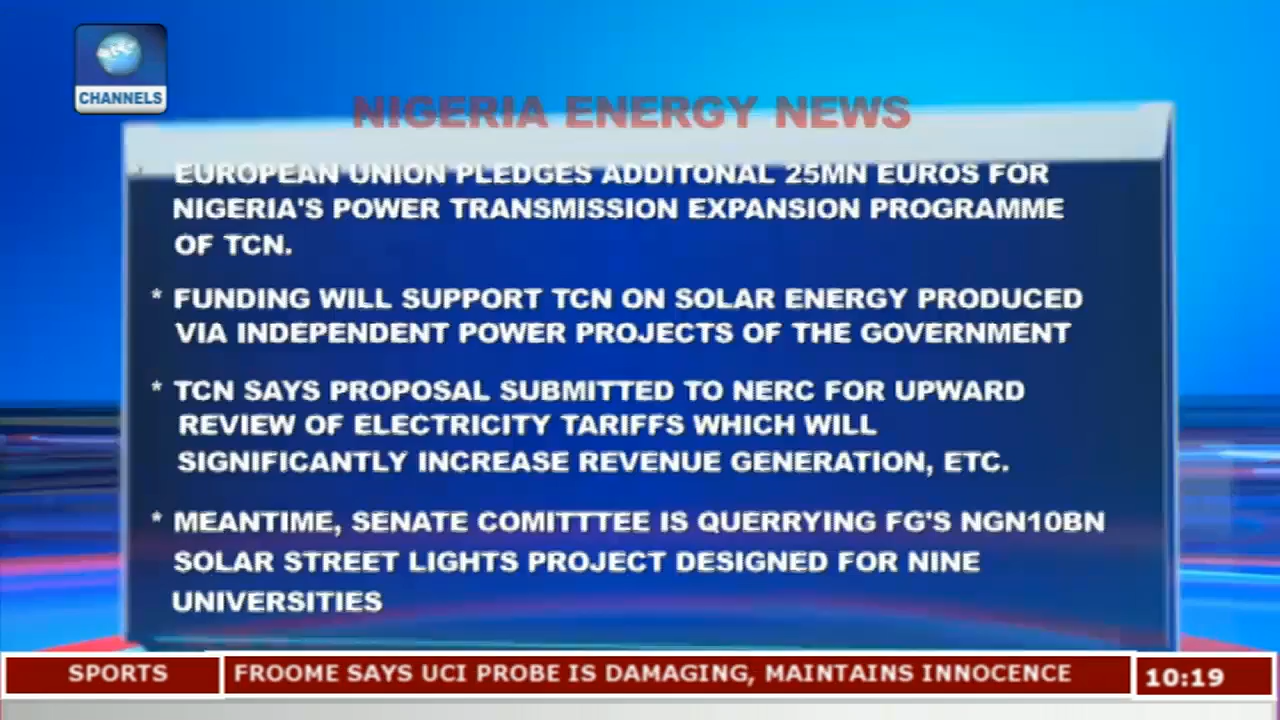 CHANNELS
NIGERIA ENERGY NEWS
* EUROPEAN UNION PLEDGES ADDITONAL 25MN EUROS FOR
NIGERIA'S POWER TRANSMISSION EXPANSION PROGRAMME
OF TCN.
* FUNDING WILL SUPPORT TCN ON SOLAR ENERGY PRODUCED
VIA INDEPENDENT POWER PROJECTS OF THE GOVERNMENT
* TCN SAYS PROPOSAL SUBMITTED TO NERC FOR UPWARD
REVIEW OF ELECTRICITY TARIFFS WHICH WILL
SIGNIFICANTLY INCREASE REVENUE GENERATION, ETC.
* MEANTIME, SENATE COMITTTEE IS QUERRYING FG'S NGN10BN
SOLAR STREET LIGHTS PROJECT DESIGNED FOR NINE
UNIVERSITIES
SPORTS FROOME SAYS UCI PROBE IS DAMAGING, MAINTAINS INNOCENCE 10:19